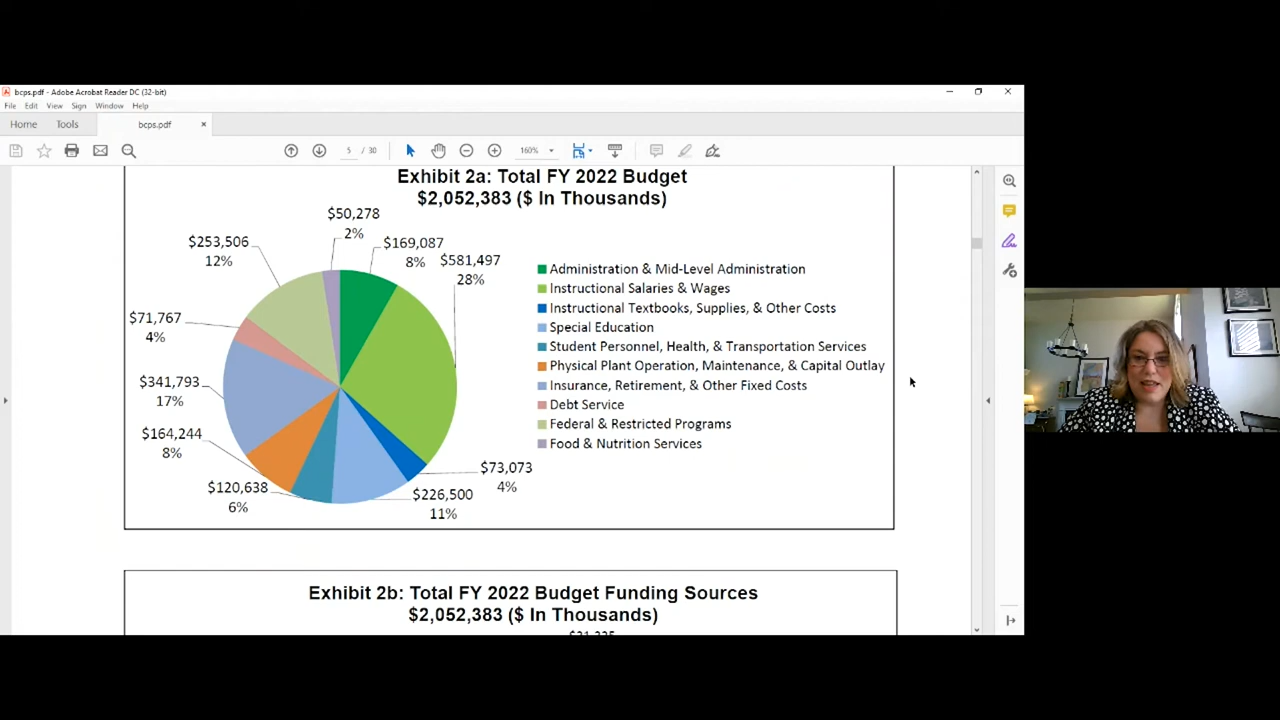 bcps.pdf - Adobe Acrobat Reader DC (32-bit)
File Edit View Sign Window Help
Home Tools bcps.pdf ×
5 / 30 160%
Exhibit 2a: Total FY 2022 Budget
$2,052,383 ($ In Thousands)
$50,278
2%
$169,087
8%
$581,497
28%
$253,506
12%
$71,767
4%
$341,793
17%
$164,244
8%
$120,638
6%
$226,500
11%
$73,073
4%
Administration & Mid-Level Administration
Instructional Salaries & Wages
Instructional Textbooks, Supplies, & Other Costs
Special Education
Student Personnel, Health, & Transportation Services
Physical Plant Operation, Maintenance, & Capital Outlay
Insurance, Retirement, & Other Fixed Costs
Debt Service
Federal & Restricted Programs
Food & Nutrition Services
Exhibit 2b: Total FY 2022 Budget Funding Sources
$2,052,383 ($ In Thousands)